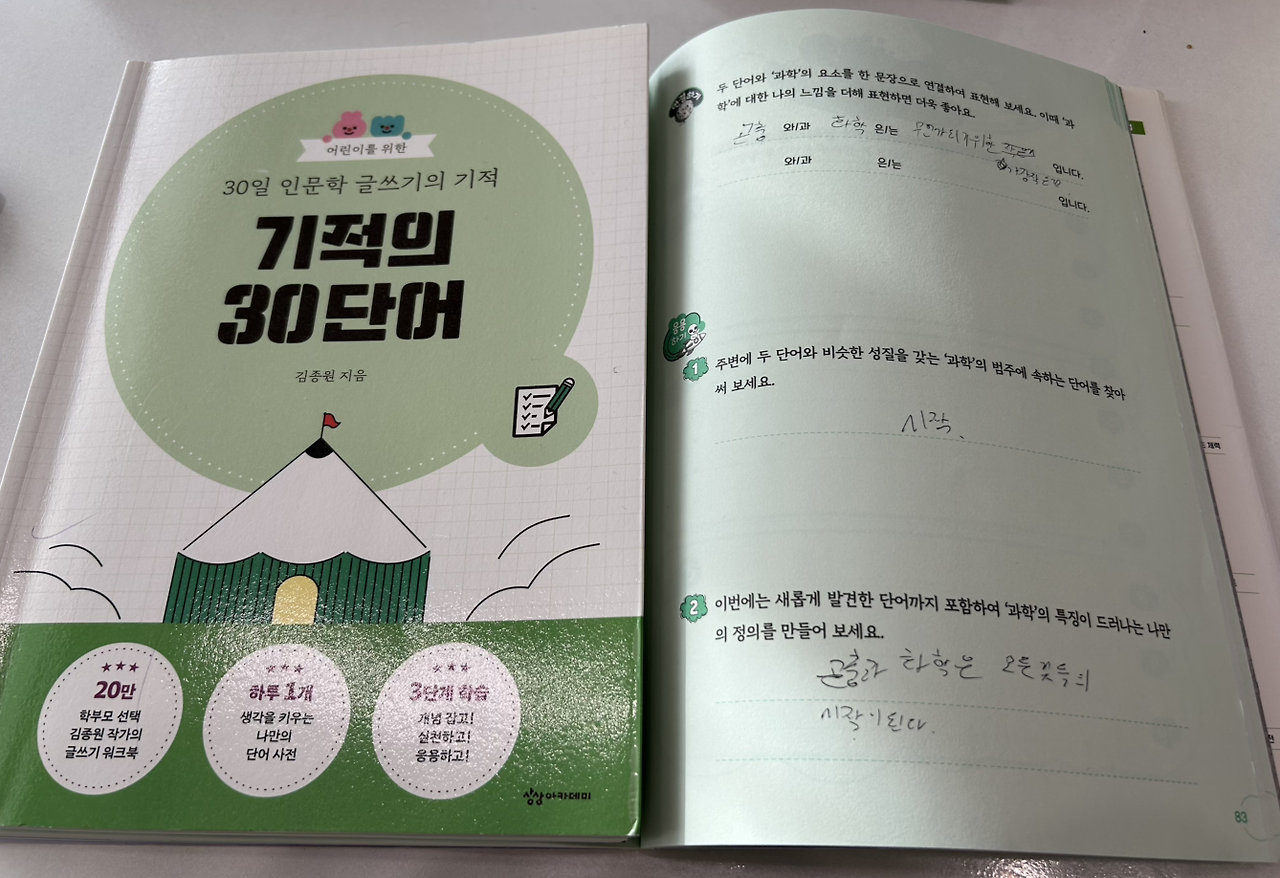 어린이를 위한
30일 인문학 글쓰기의 기적
기적의
30단어
김종원 지음
★★★
20만
학부모 선택
김종원 작가의
글쓰기 워크북
★★★
하루 1개
생각을 키우는
나만의
단어 사전
★★★
3단계 학습
개념 잡고!
실천하고!
응용하고!
상상아카데미
두 단어와 '과학'의 요소를 한 문장으로 연결하여 표현해 보세요. 이때 '과
학'에 대한 나의 느낌을 더해 표현하면 더욱 좋아요.
곤충 와/과 화학 은/는 무언가의 입니다.
와/과 은/는 입니다.
응용
하기
1 주변에 두 단어와 비슷한 성질을 갖는 '과학'의 범주에 속하는 단어를 찾아
써 보세요.
시작.
2 이번에는 새롭게 발견한 단어까지 포함하여 '과학'의 특징이 드러나는 나만
의 정의를 만들어 보세요.
곤충과 화학은 모든 것들의
시작이 된다.
83